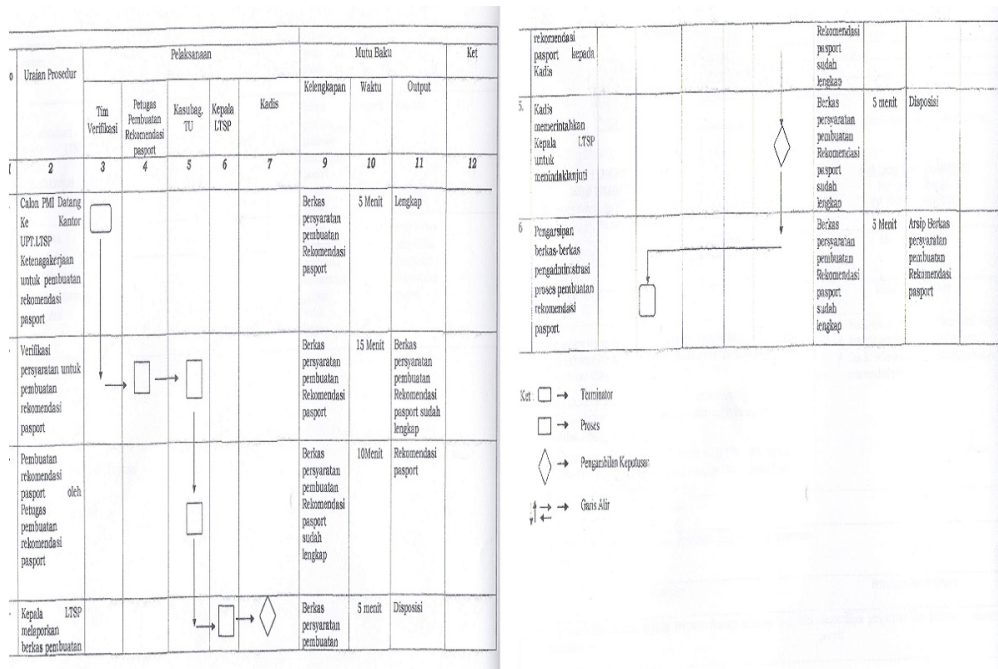 Pelaksanaan
Mutu Baku
Ket
Uraian Prosedur
Tim
Verifikasi
Petugas
Pembuatan
Rekomendasi
pasport
Kasubag.
TU
Kepala
LTSP
Kadis
Kelengkapan
Waktu
Output
2
3
4
5
6
7
9
10
11
12
Calon PMI Datang
Ke Kantor
UPT.LTSP
Ketenagakerjaan
untuk pembuatan
rekomendasi
pasport
Berkas
persyaratan
pembuatan
Rekomendasi
pasport
5 Menit
Lengkap
Verifikasi
persyaratan untuk
pembuatan
rekomendasi
pasport
Berkas
persyaratan
pembuatan
Rekomendasi
pasport
15 Menit
Berkas
persyaratan
pembuatan
Rekomendasi
pasport sudah
lengkap
Pembuatan
rekomendasi
pasport oleh
Petugas
pembuatan
rekomendasi
pasport
Berkas
persyaratan
pembuatan
Rekomendasi
pasport
sudah
lengkap
10Menit
Rekomendasi
pasport
Kepala LTSP
melaporkan
berkas pembuatan
Berkas
persyaratan
pembuatan
5 menit
Disposisi
rekomendasi
pasport kepada
Kadis
Rekomendasi
pasport
sudah
lengkap
5.
Kadis
memerintahkan
Kepala LTSP
untuk
menindaklanjuti
Berkas
persyaratan
pembuatan
Rekomendasi
pasport
sudah
lengkap
5 menit
Disposisi
6
Pengarsipan
berkas-berkas
pengadministrasi
proses pembuatan
rekomendasi
pasport
Berkas
persyaratan
pembuatan
Rekomendasi
pasport
sudah
lengkap
5 Menit
Arsip Berkas
persyaratan
pembuatan
Rekomendasi
pasport
Ket :
Terminator
Proses
Pengambilan Keputusan
Garis Alir